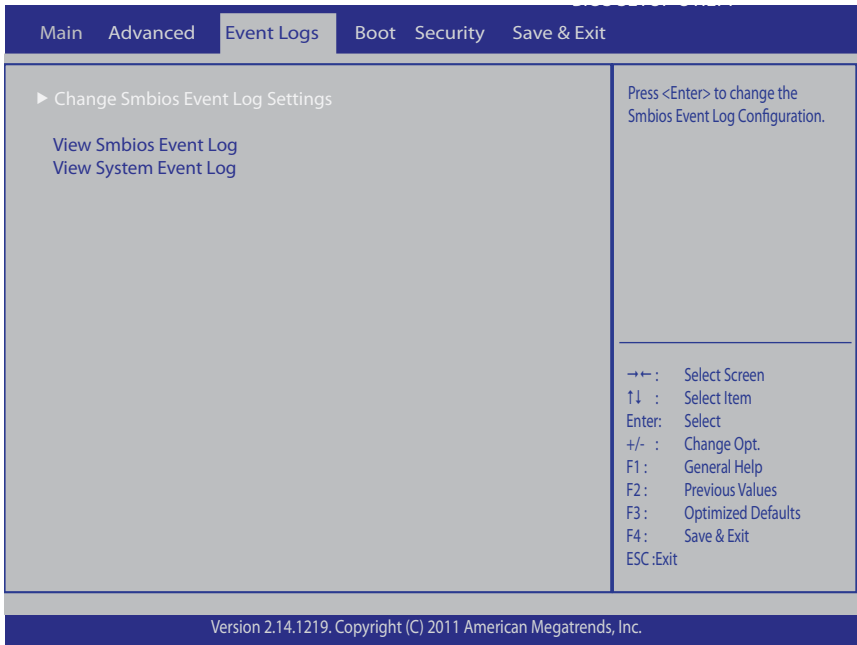 Main Advanced Event Logs Boot Security Save & Exit
▶ Change Smbios Event Log Settings
View Smbios Event Log
View System Event Log
Press <Enter> to change the
Smbios Event Log Configuration.
→← : Select Screen
↑↓ : Select Item
Enter: Select
+/- : Change Opt.
F1 : General Help
F2 : Previous Values
F3 : Optimized Defaults
F4 : Save & Exit
ESC :Exit
Version 2.14.1219. Copyright (C) 2011 American Megatrends, Inc.